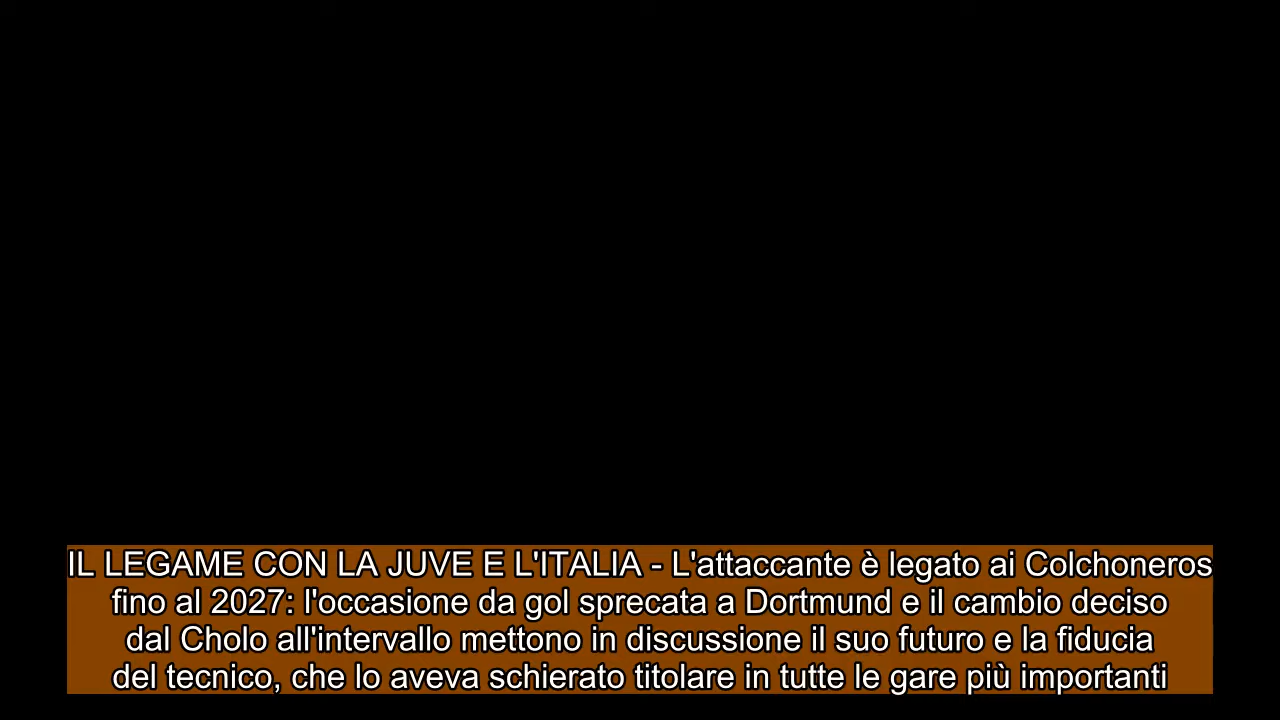 IL LEGAME CON LA JUVE E L'ITALIA - L'attaccante è legato ai Colchoneros
fino al 2027: l'occasione da gol sprecata a Dortmund e il cambio deciso
dal Cholo all'intervallo mettono in discussione il suo futuro e la fiducia
del tecnico, che lo aveva schierato titolare in tutte le gare più importanti